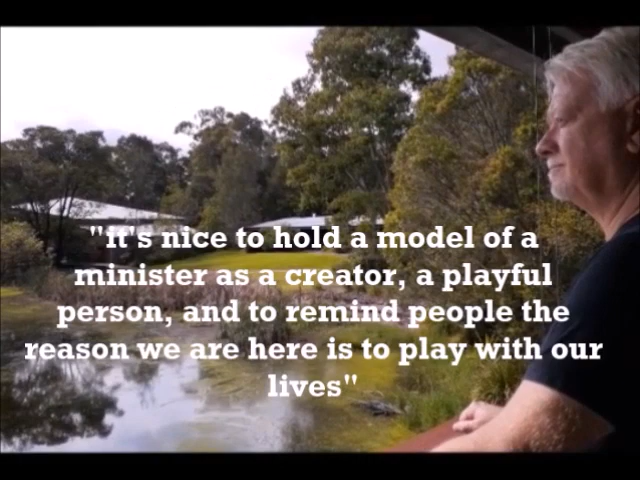 "it's nice to hold a model of a
minister as a creator, a playful
person, and to remind people the
reason we are here is to play with our
lives"